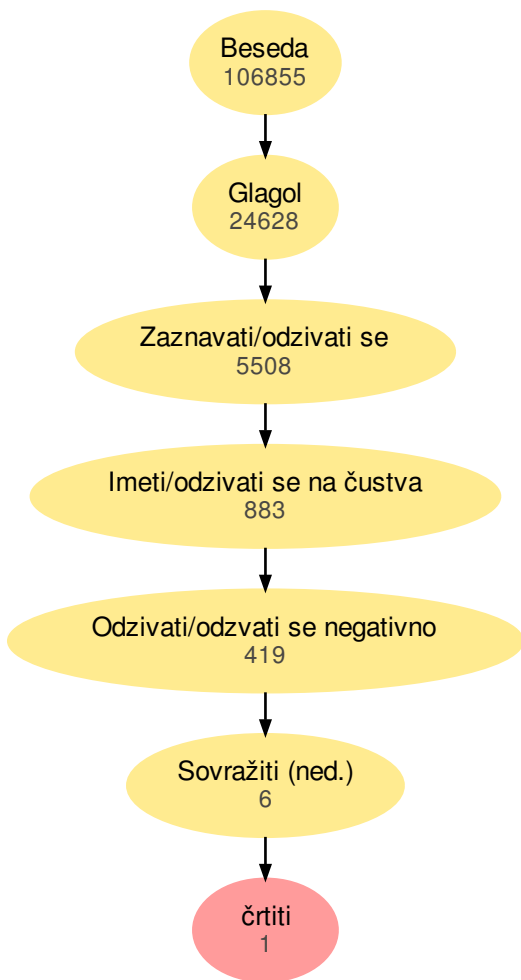 Beseda
106855
Glagol
24628
Zaznavati/odzivati se
5508
Imeti/odzivati se na čustva
883
Odzivati/odzvati se negativno
419
Sovražiti (ned.)
6
črtiti
1